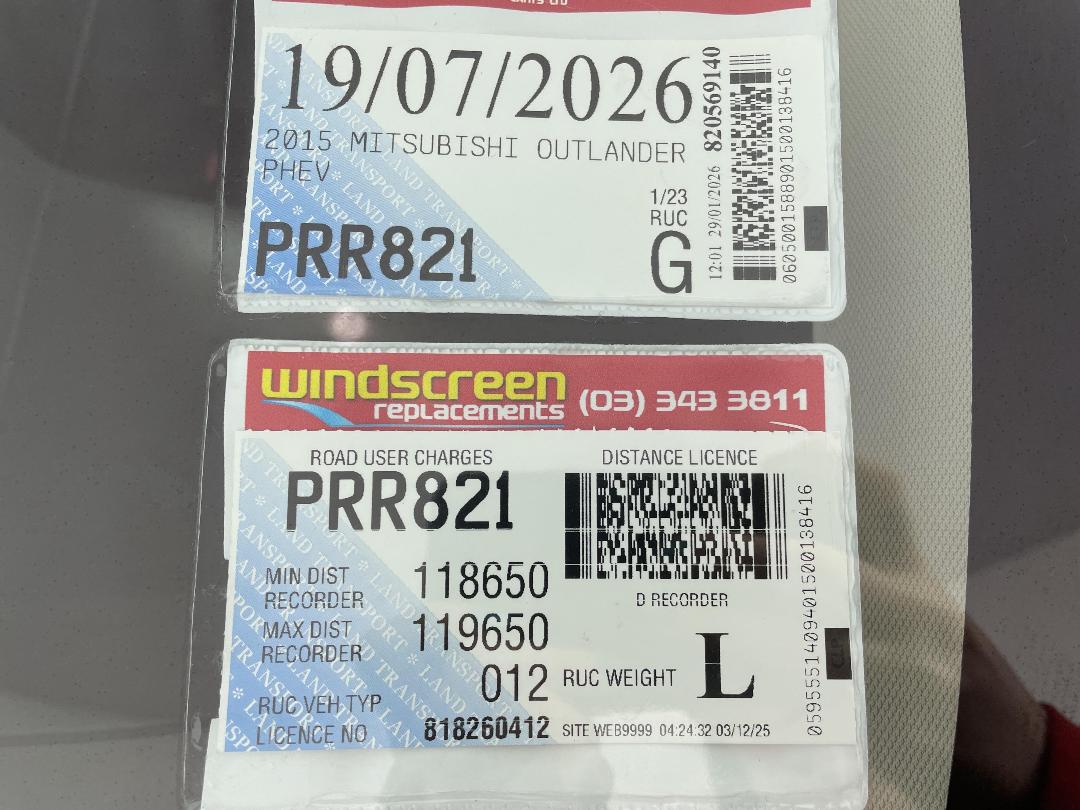 19/07/2026
2015 MITSUBISHI OUTLANDER
PHEV
1/23
RUC
G
PRR821
12:01 29/01/2026 820569140
0605001588901500138416
windscreen
replacements
(03) 343 3811
ROAD USER CHARGES
DISTANCE LICENCE
PRR821
MIN DIST
RECORDER
118650
D RECORDER
MAX DIST
RECORDER
119650
RUC VEH TYP
012
RUC WEIGHT L
LICENCE NO
818260412
SITE WEB9999 04:24:32 03/12/25
0595551409401500138416